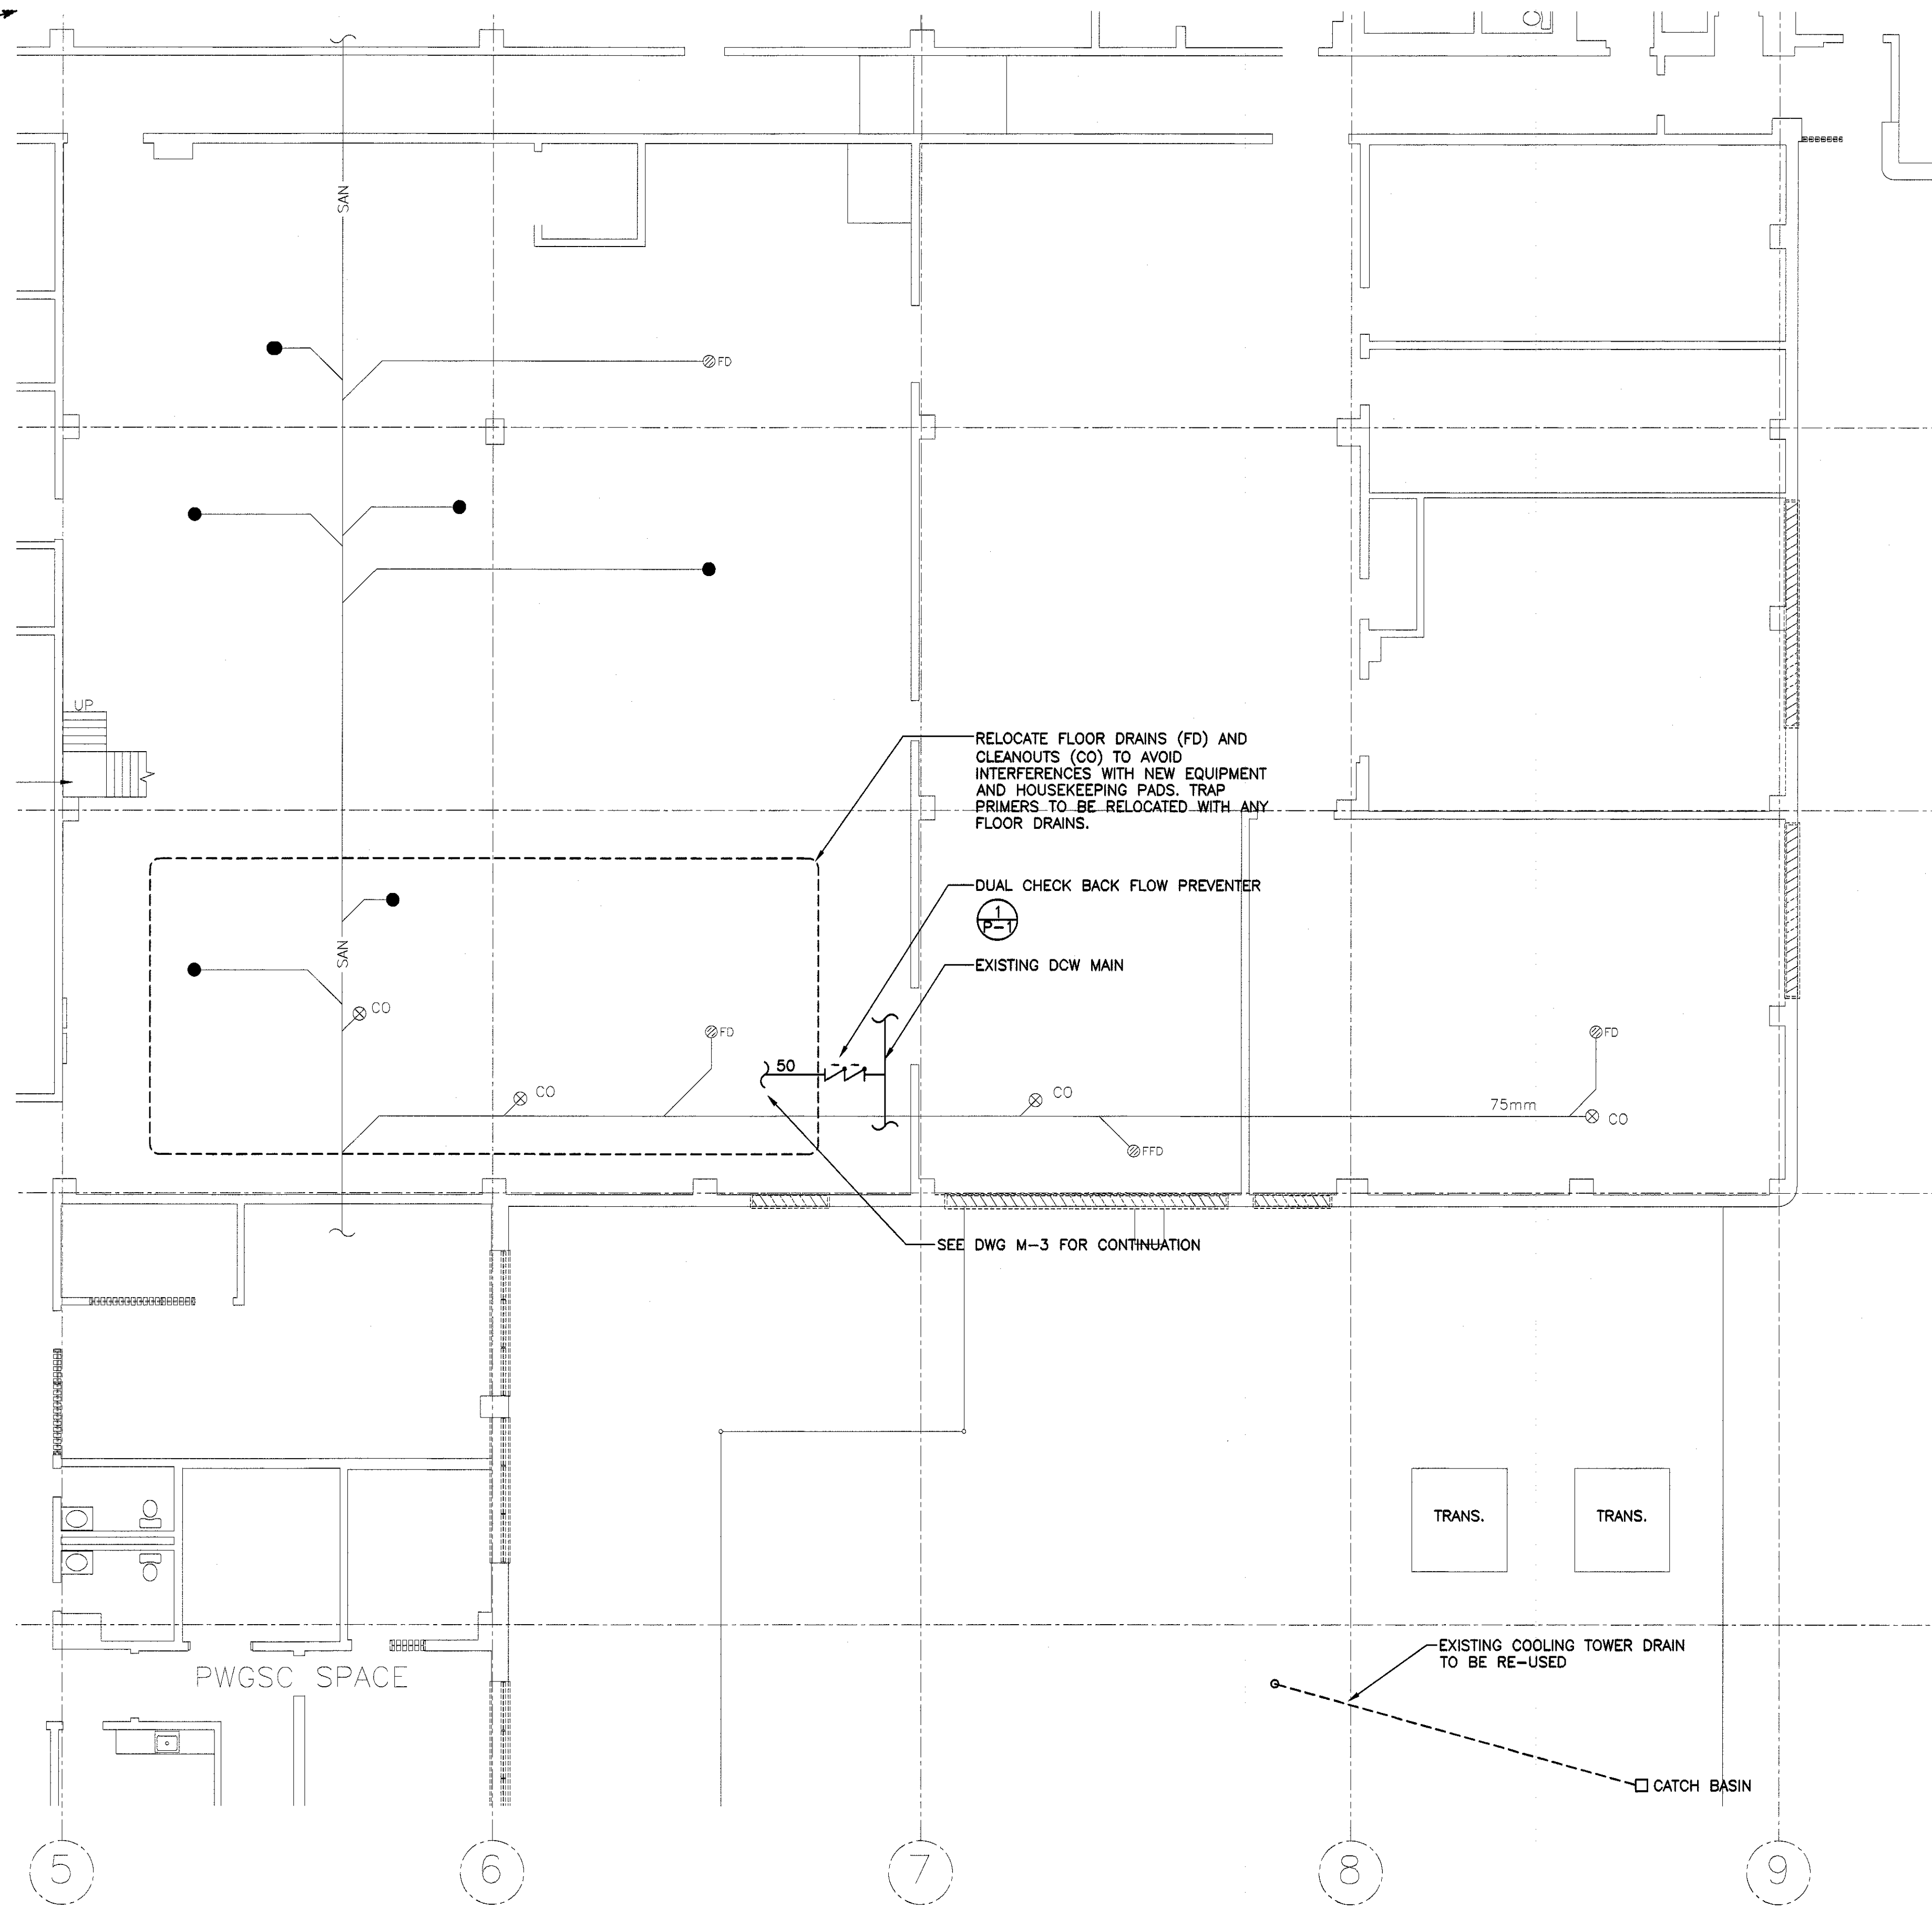 SAN
FD
UP
RELOCATE FLOOR DRAINS (FD) AND
CLEANOUTS (CO) TO AVOID
INTERFERENCES WITH NEW EQUIPMENT
AND HOUSEKEEPING PADS. TRAP
PRIMERS TO BE RELOCATED WITH ANY
FLOOR DRAINS.
DUAL CHECK BACK FLOW PREVENTER
1
P-1
SAN
EXISTING DCW MAIN
CO
FD
FD
50
CO
CO
75mm
CO
FFD
SEE DWG M-3 FOR CONTINUATION
TRANS.
TRANS.
EXISTING COOLING TOWER DRAIN
TO BE RE-USED
PWGSC SPACE
CATCH BASIN
5
6
7
8
9